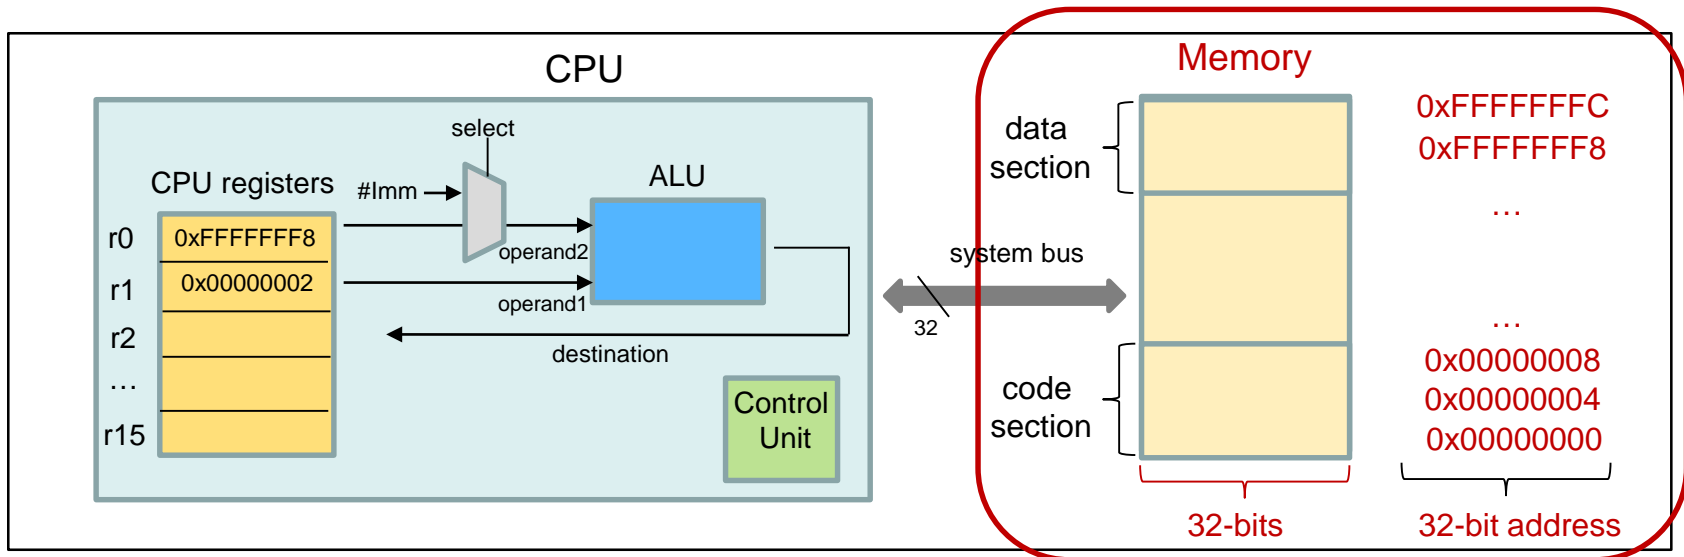 CPU
select
#Imm
ALU
CPU registers
r0
0xFFFFFFF8
r1
0x00000002
r2
…
r15
operand2
operand1
destination
Control
Unit
system bus
32
Memory
data
section
code
section
0xFFFFFFFC
0xFFFFFFF8
…
…
0x00000008
0x00000004
0x00000000
32-bits
32-bit address